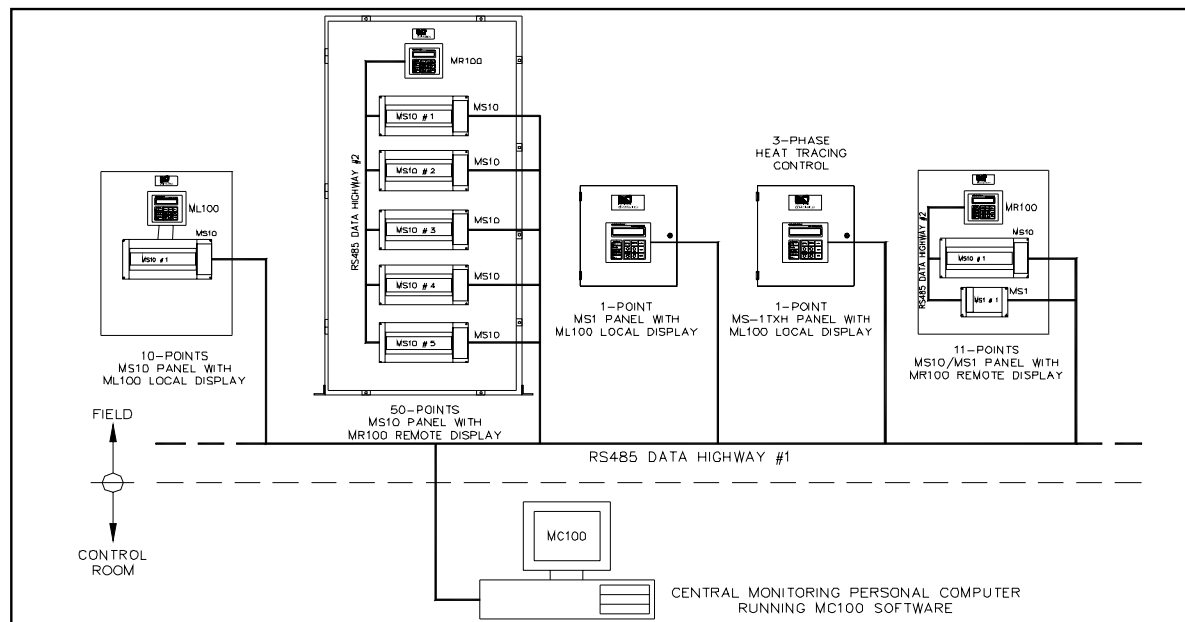 MR100
MS10
MS10 # 1
MS10
MS10 # 2
MS10
MS10 # 3
MS10
MS10 # 4
MS10
MS10 # 5
RS485 DATA HIGHWAY #2
ML100
MS10
MS10 # 1
10-POINTS
MS10 PANEL WITH
ML100 LOCAL DISPLAY
50-POINTS
MS10 PANEL WITH
MR100 REMOTE DISPLAY
1-POINT
MS1 PANEL WITH
ML100 LOCAL DISPLAY
3-PHASE
HEAT TRACING
CONTROL
1-POINT
MS-1TXH PANEL WITH
ML100 LOCAL DISPLAY
MR100
MS10
MS10 # 1
MS1
MS1 # 1
RS485 DATA HIGHWAY #2
11-POINTS
MS10/MS1 PANEL WITH
MR100 REMOTE DISPLAY
FIELD
RS485 DATA HIGHWAY #1
CONTROL
ROOM
MC100
CENTRAL MONITORING PERSONAL COMPUTER
RUNNING MC100 SOFTWARE